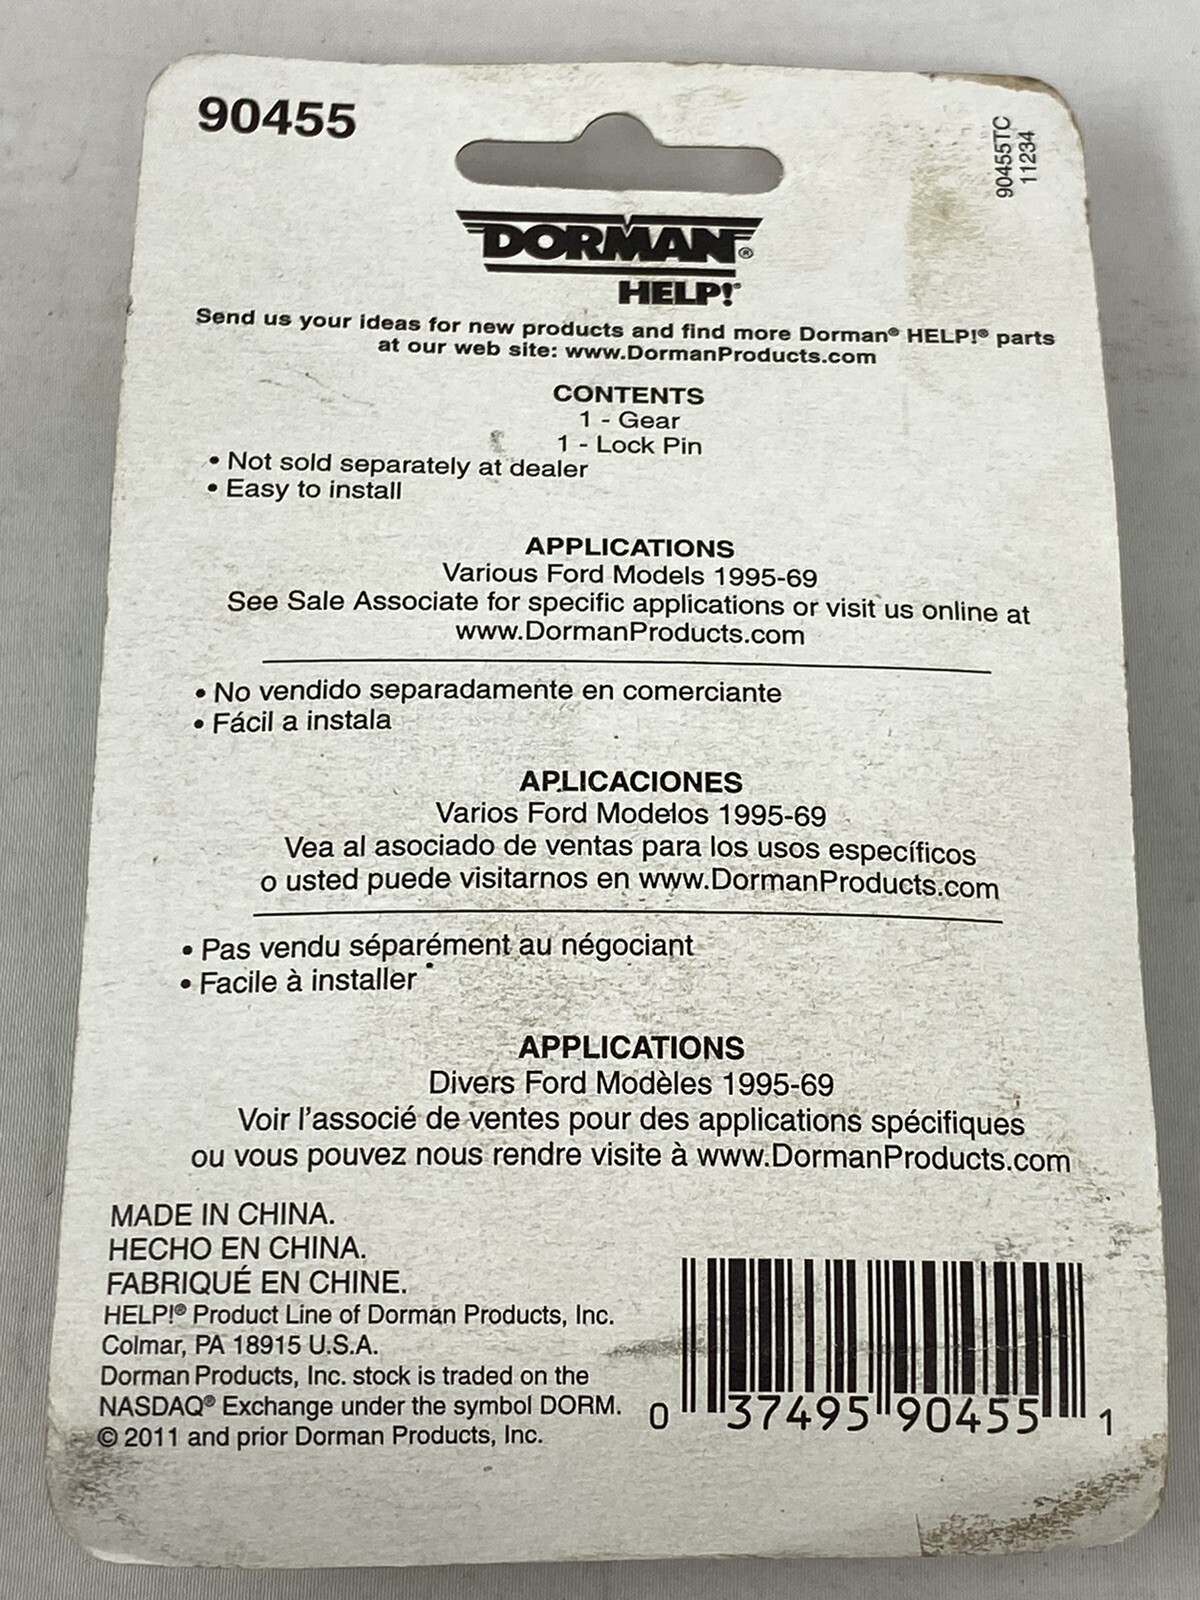 90455
90455TC
11234
DORMAN®
HELP!®
Send us your ideas for new products and find more Dorman® HELP!® parts
at our web site: www.DormanProducts.com
CONTENTS
1 - Gear
1 - Lock Pin
• Not sold separately at dealer
• Easy to install
APPLICATIONS
Various Ford Models 1995-69
See Sale Associate for specific applications or visit us online at
www.DormanProducts.com
• No vendido separadamente en comerciante
• Fácil a instala
APLICACIONES
Varios Ford Modelos 1995-69
Vea al asociado de ventas para los usos específicos
o usted puede visitarnos en www.DormanProducts.com
• Pas vendu séparément au négociant
• Facile à installer
APPLICATIONS
Divers Ford Modèles 1995-69
Voir l'associé de ventes pour des applications spécifiques
ou vous pouvez nous rendre visite à www.DormanProducts.com
MADE IN CHINA.
HECHO EN CHINA.
FABRIQUÉ EN CHINE.
HELP!® Product Line of Dorman Products, Inc.
Colmar, PA 18915 U.S.A.
Dorman Products, Inc. stock is traded on the
NASDAQ® Exchange under the symbol DORM.
© 2011 and prior Dorman Products, Inc.
0 37495 90455 1